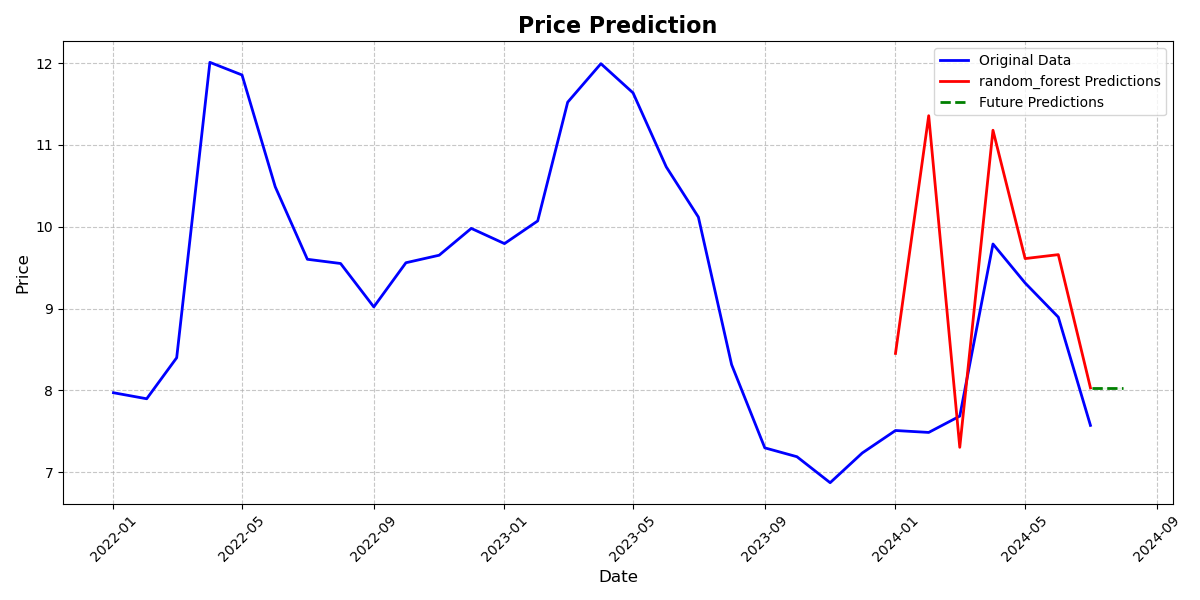 Price Prediction
Original Data
random_forest Predictions
Future Predictions
Price
12
11
10
9
8
7
2022-01
2022-05
2022-09
2023-01
2023-05
2023-09
2024-01
2024-05
2024-09
Date